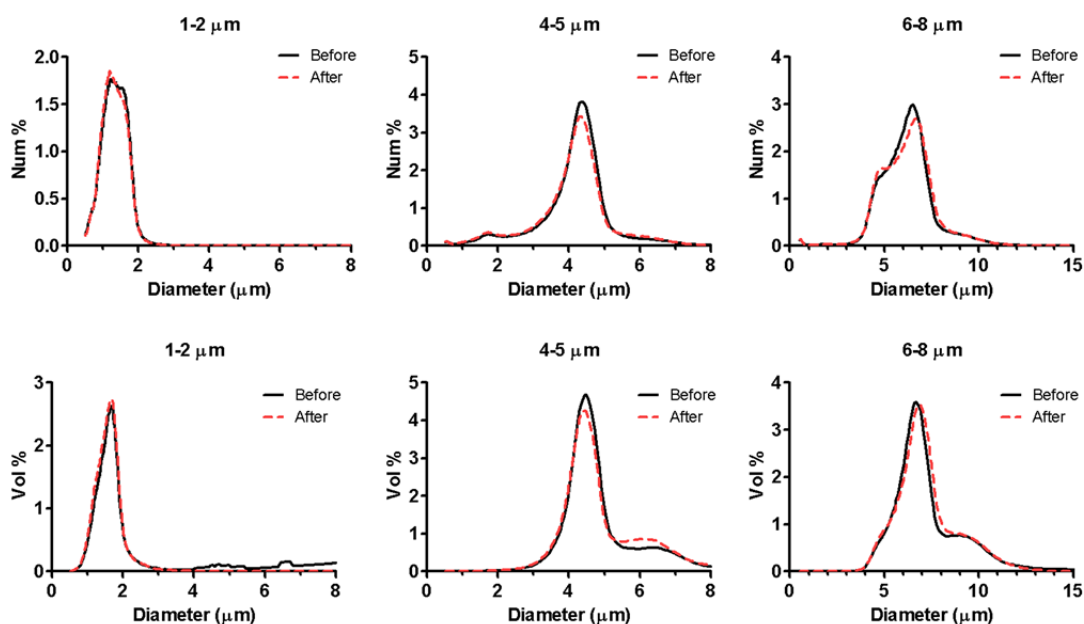 1-2 μm
Before
After
2.0
1.5
1.0
0.5
0.0
Num %
0 2 4 6 8
Diameter (μm)
4-5 μm
Before
After
5
4
3
2
1
0
Num %
0 2 4 6 8
Diameter (μm)
6-8 μm
Before
After
4
3
2
1
0
Num %
0 5 10 15
Diameter (μm)
1-2 μm
Before
After
3
2
1
0
Vol %
0 2 4 6 8
Diameter (μm)
4-5 μm
Before
After
5
4
3
2
1
0
Vol %
0 2 4 6 8
Diameter (μm)
6-8 μm
Before
After
4
3
2
1
0
Vol %
0 5 10 15
Diameter (μm)